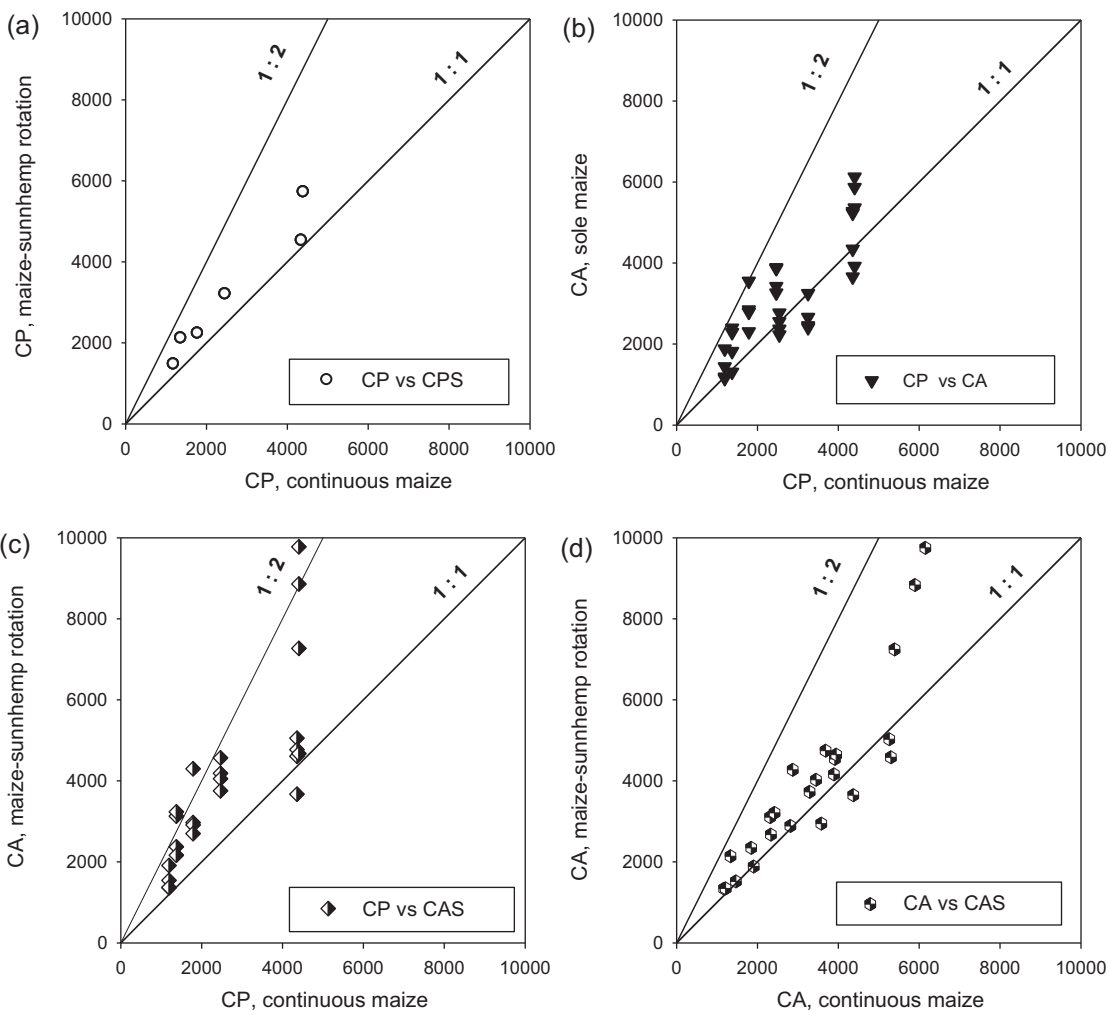 (a)
10000
8000
6000
4000
2000
0
CP, maize-sunnhemp rotation
1 : 2
1 : 1
CP vs CPS
0 2000 4000 6000 8000 10000
CP, continuous maize
(b)
10000
8000
6000
4000
2000
0
CA, sole maize
1 : 2
1 : 1
CP vs CA
0 2000 4000 6000 8000 10000
CP, continuous maize
(c)
10000
8000
6000
4000
2000
0
CA, maize-sunnhemp rotation
1 : 2
1 : 1
CP vs CAS
0 2000 4000 6000 8000 10000
CP, continuous maize
(d)
10000
8000
6000
4000
2000
0
CA, maize-sunnhemp rotation
1 : 2
1 : 1
CA vs CAS
0 2000 4000 6000 8000 10000
CA, continuous maize